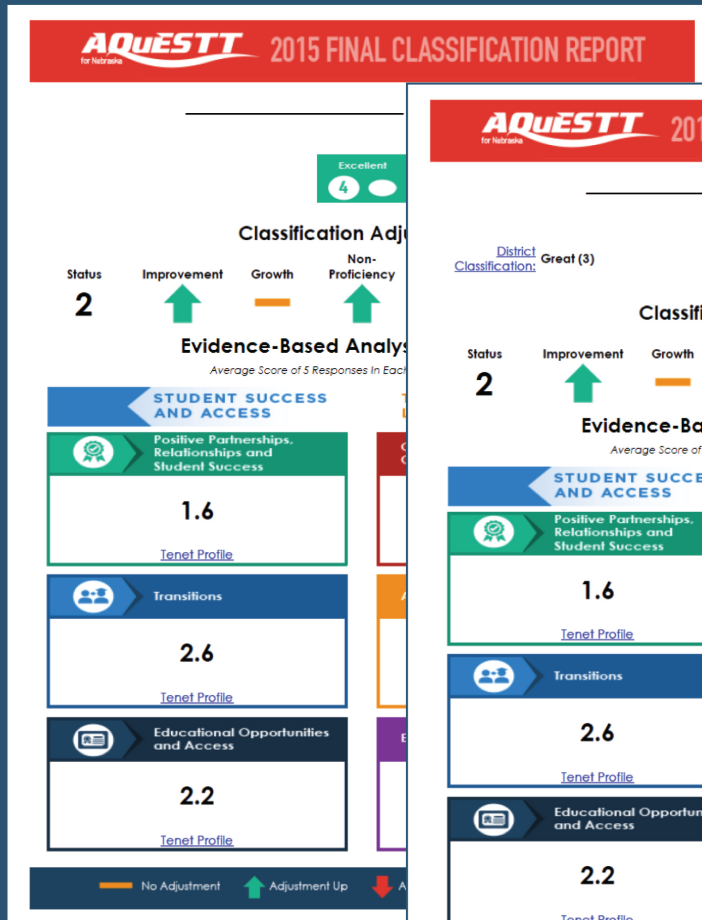 AQuESTT
for Nebraska
2015 FINAL CLASSIFICATION REPORT
Excellent
4
Classification Adju
Status
Improvement
Growth
Non-
Proficiency
2
Evidence-Based Analys
Average Score of 5 Responses In Each
STUDENT SUCCESS
AND ACCESS
Positive Partnerships,
Relationships and
Student Success
1.6
Tenet Profile
Transitions
2.6
Tenet Profile
Educational Opportunities
and Access
2.2
Tenet Profile
No Adjustment
Adjustment Up
A
AQuESTT
for Nebraska
201
District
Classification:
Great (3)
Classifi
Status
Improvement
Growth
2
Evidence-Ba
Average Score of
STUDENT SUCCE
AND ACCESS
Positive Partnerships,
Relationships and
Student Success
1.6
Tenet Profile
Transitions
2.6
Tenet Profile
Educational Opportun
and Access
2.2
Tenet Profile